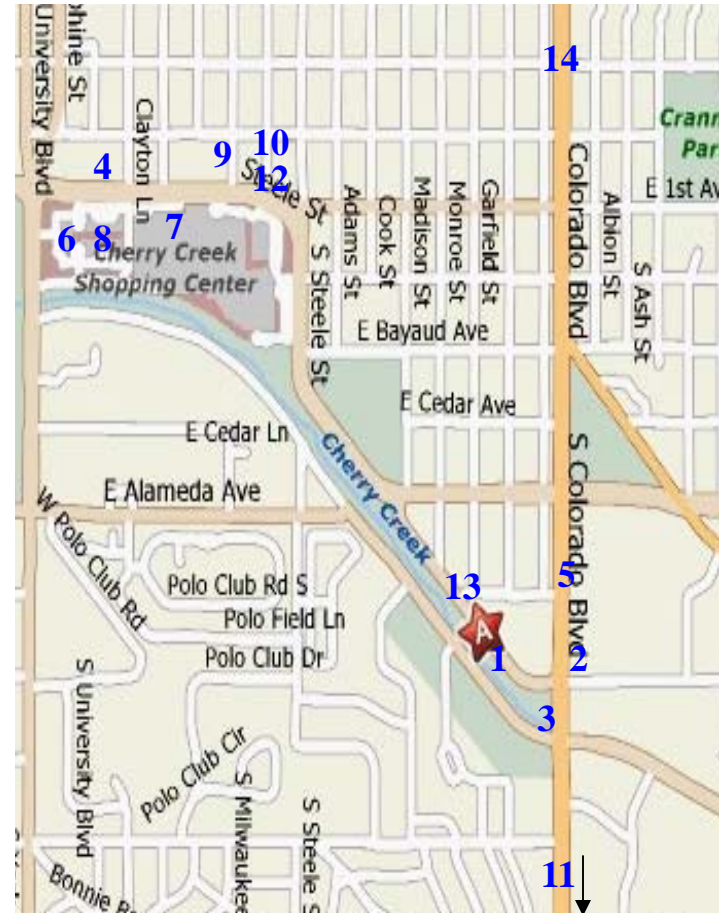 phine St
University Blvd
14
Crann
Par
Clayton Ln
4
9
10
12
Steele St
E 1st Av
Colorado Blvd
Albion St
S Ash St
Adams St
Cook St
Madison St
Monroe St
Garfield St
6
8
7
Cherry Creek
Shopping Center
S Steele St
E Bayaud Ave
E Cedar Ave
E Cedar Ln
Cherry Creek
E Alameda Ave
S Colorado Blvd
W Polo Club Rd
Polo Club Rd S
Polo Field Ln
Polo Club Dr
13
5
A
1
2
3
S University Blvd
Polo Club Cir
S Milwaukee
S Steele S
11
Bonnie B